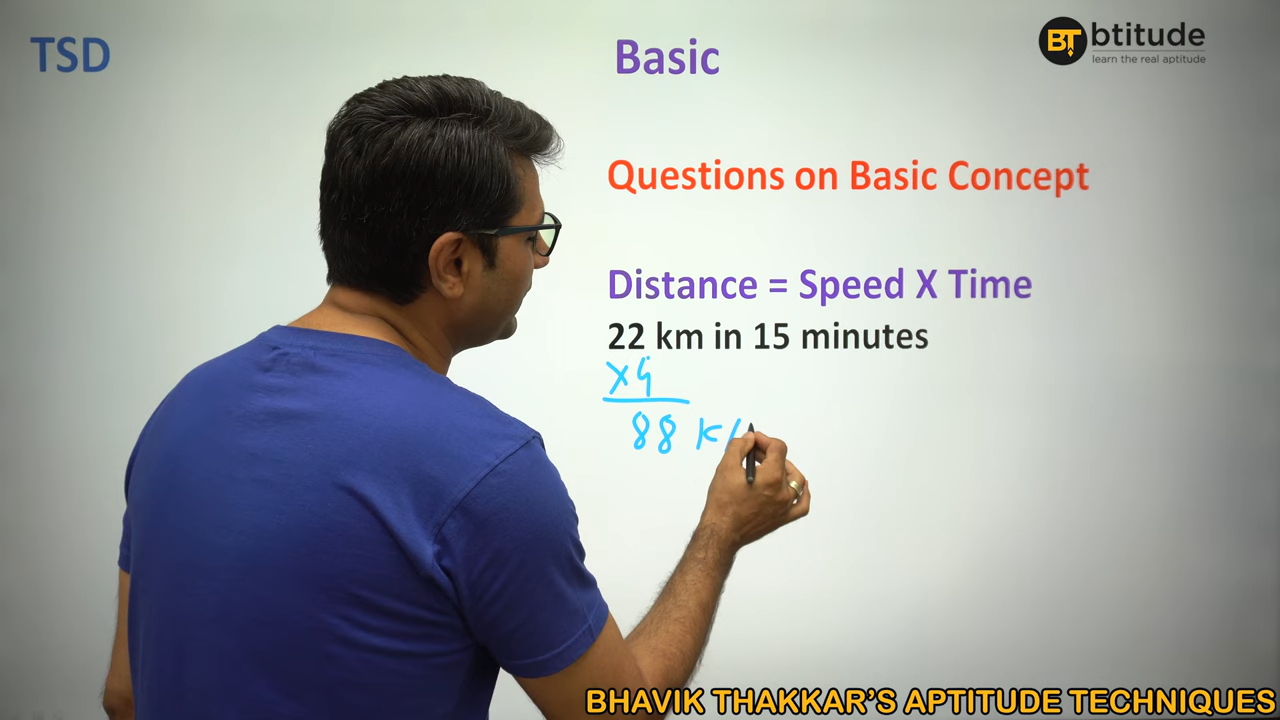 TSD
Basic
BT btitude
learn the real aptitude
Questions on Basic Concept
Distance = Speed X Time
22 km in 15 minutes
X4
88 K/
BHAVIK THAKKAR'S APTITUDE TECHNIQUES